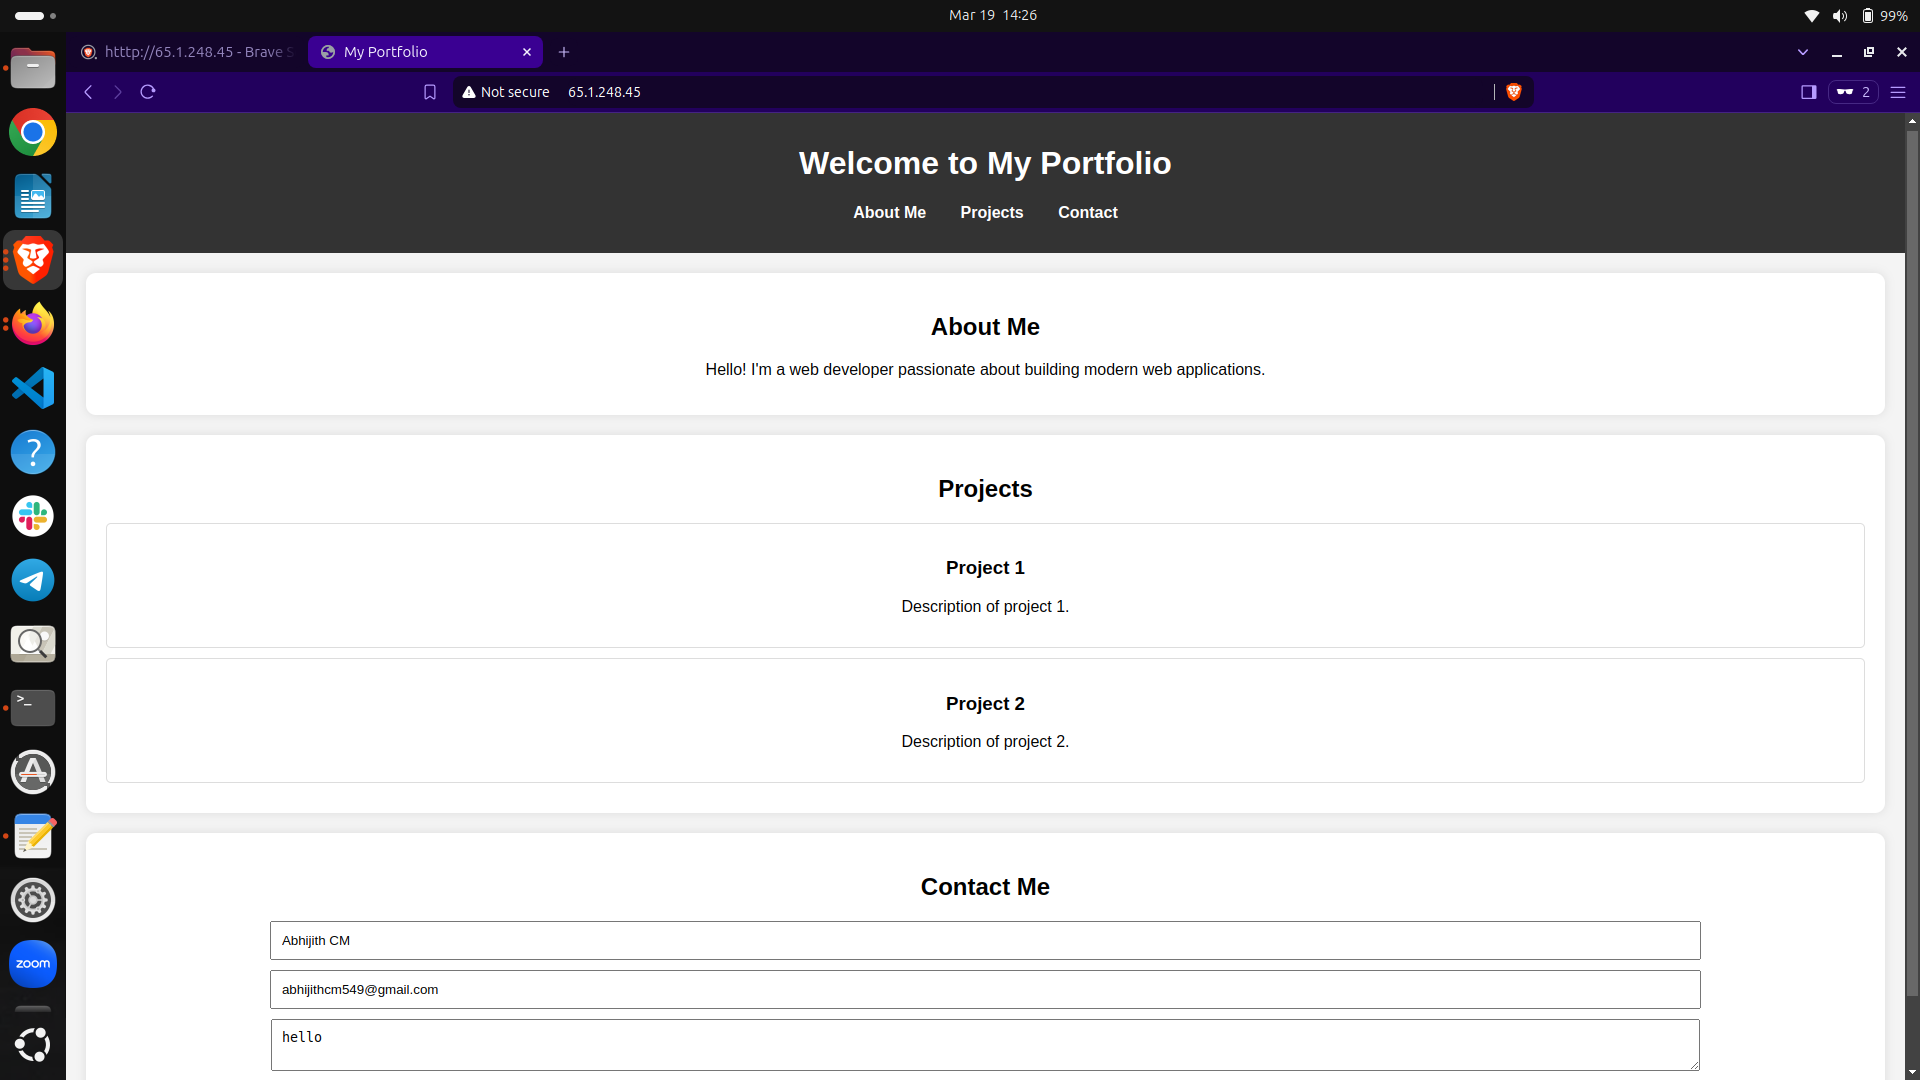 Mar 19 14:26
99%
htttp://65.1.248.45 - Brave S
My Portfolio
Not secure
65.1.248.45
2
Welcome to My Portfolio
About Me
Projects
Contact
About Me
Hello! I'm a web developer passionate about building modern web applications.
Projects
Project 1
Description of project 1.
Project 2
Description of project 2.
Contact Me
Abhijith CM
abhijithcm549@gmail.com
hello
?
>_
zoom